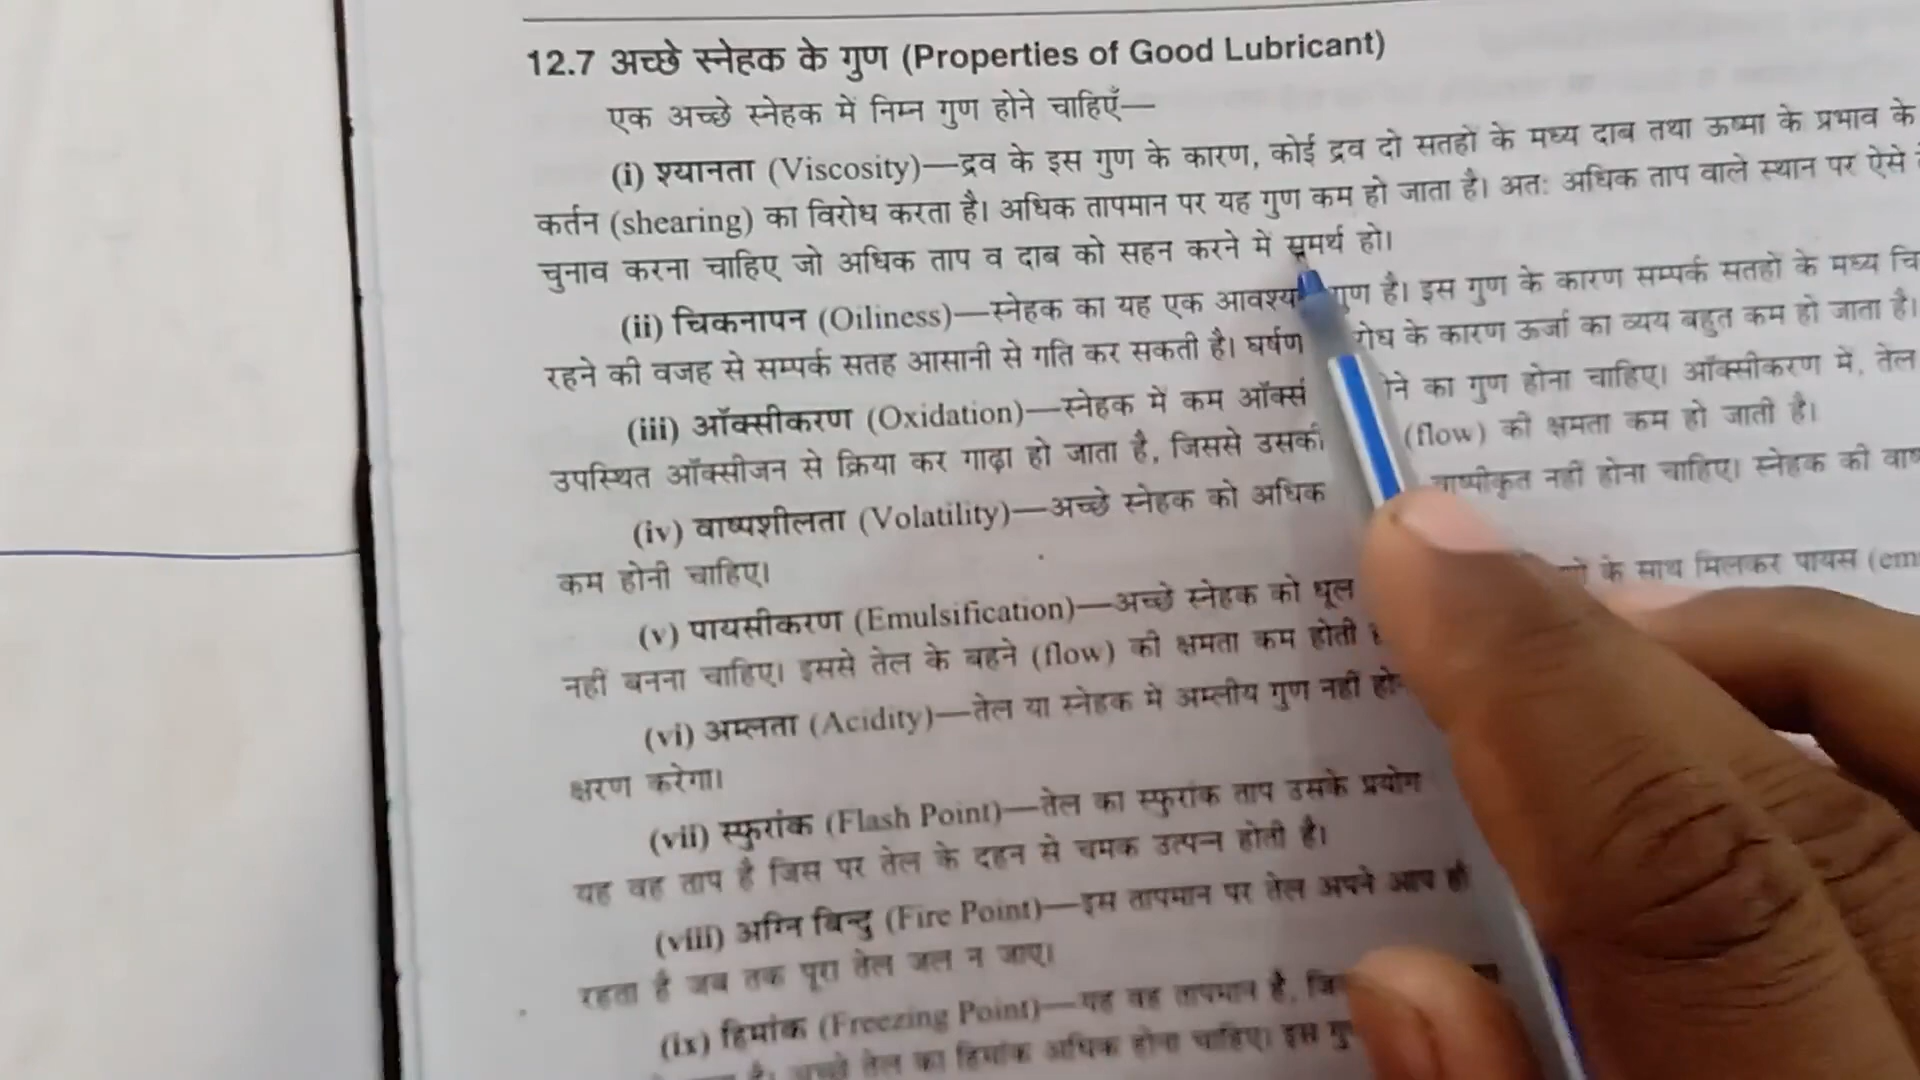 12.7 अच्छे स्नेहक के गुण (Properties of Good Lubricant)
एक अच्छे स्नेहक में निम्न गुण होने चाहिएँ—
(i) श्यानता (Viscosity)—द्रव के इस गुण के कारण, कोई द्रव दो सतहों के मध्य दाब तथा ऊष्मा के प्रभाव के
कर्तन (shearing) का विरोध करता है। अधिक तापमान पर यह गुण कम हो जाता है। अतः अधिक ताप वाले स्थान पर ऐसे
चुनाव करना चाहिए जो अधिक ताप व दाब को सहन करने में समर्थ हो।
(ii) चिकनापन (Oiliness)—स्नेहक का यह एक गुण है। इस गुण के कारण सम्पर्क सतहों के मध्य
रहने की वजह से सम्पर्क सतह आसानी से गति कर सकती है। घर्षण के कारण ऊर्जा का व्यय बहुत कम हो जाता है।
(iii) ऑक्सीकरण (Oxidation)—स्नेहक में कम का गुण होना चाहिए। ऑक्सीकरण में, तेल
उपस्थित ऑक्सीजन से क्रिया कर गाढ़ा हो जाता है, जिससे उसकी (flow) की क्षमता कम हो जाती है।
(iv) वाष्पशीलता (Volatility)—अच्छे स्नेहक को अधिक वाष्पीकृत नहीं होना चाहिए। स्नेहक की
कम होनी चाहिए।
(v) पायसीकरण (Emulsification)—अच्छे स्नेहक को धूल के साथ मिलकर पायस
नहीं बनना चाहिए। इससे तेल के बहने (flow) की क्षमता कम होती
(vi) अम्लता (Acidity)—तेल या स्नेहक में अम्लीय गुण नहीं
क्षरण करेगा।
(vii) स्फुरांक (Flash Point)—तेल का स्फुरांक ताप उसके प्रयोग
यह वह ताप है जिस पर तेल के दहन से चमक उत्पन्न होती है।
(viii) अग्नि बिन्दु (Fire Point)—इस तापमान पर तेल अपने आप ही
रहता है जब तक पूरा तेल जल न जाए।
(ix) हिमांक (Freezing Point)—यह वह तापमान है,
तेल का हिमांक अधिक होना चाहिए। इस